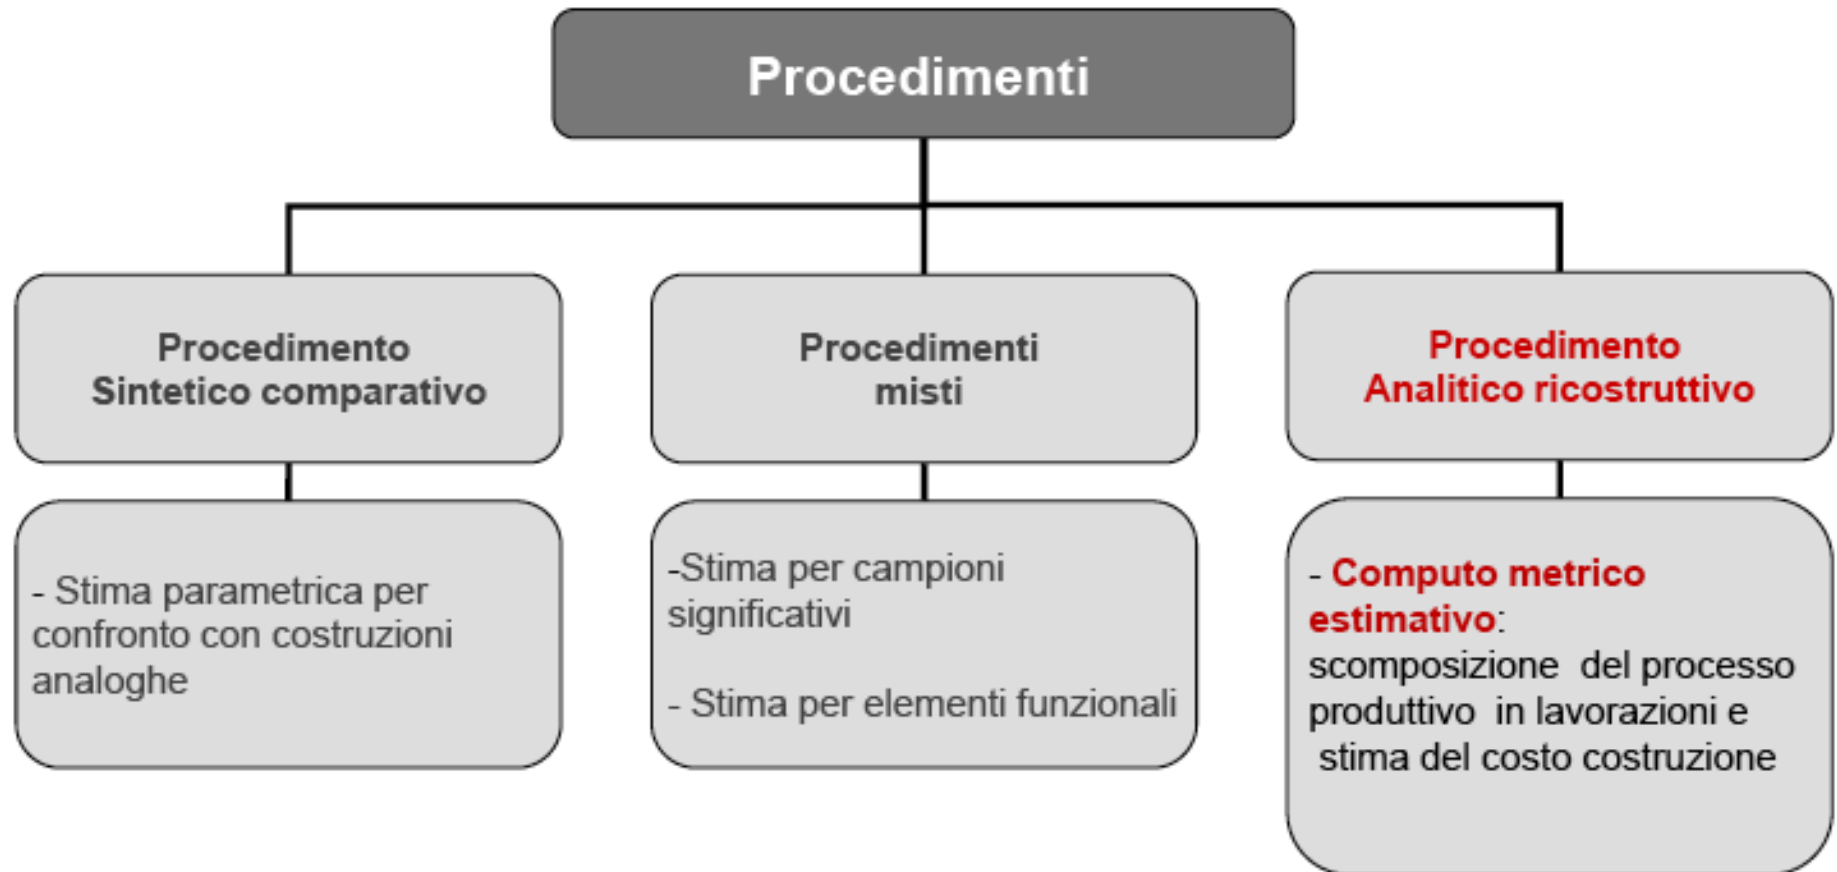 Procedimenti
Procedimento
Sintetico comparativo
- Stima parametrica per
confronto con costruzioni
analoghe
Procedimenti
misti
-Stima per campioni
significativi
- Stima per elementi funzionali
Procedimento
Analitico ricostruttivo
- Computo metrico
estimativo:
scomposizione del processo
produttivo in lavorazioni e
stima del costo costruzione